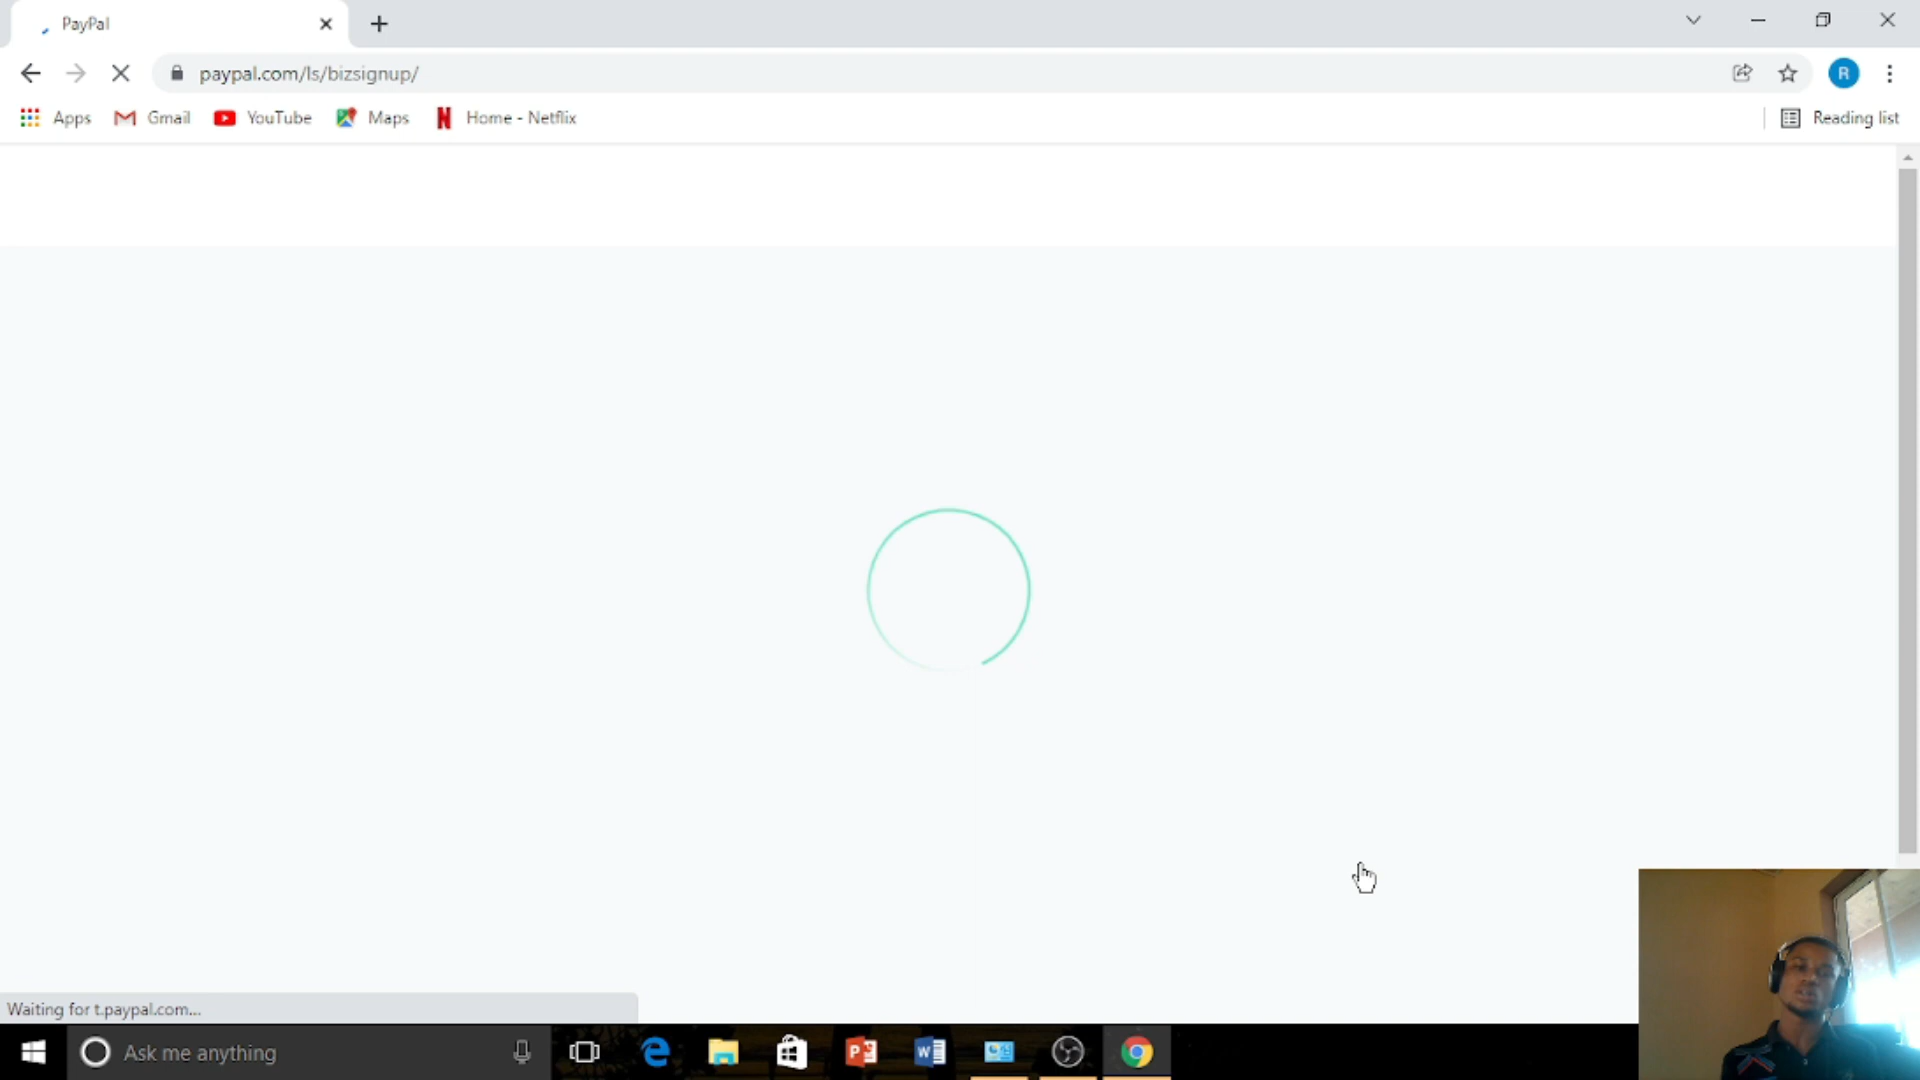 PayPal
paypal.com/ls/bizsignup/
R
Apps Gmail YouTube Maps Home - Netflix Reading list
Waiting for t.paypal.com...
Ask me anything